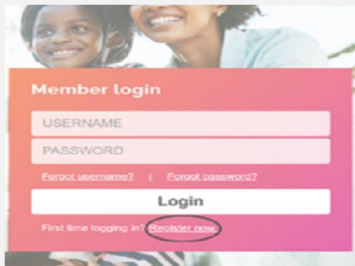 Member login
USERNAME
PASSWORD
Forgot username? | Forgot password?
Login
First time logging in? Register now.